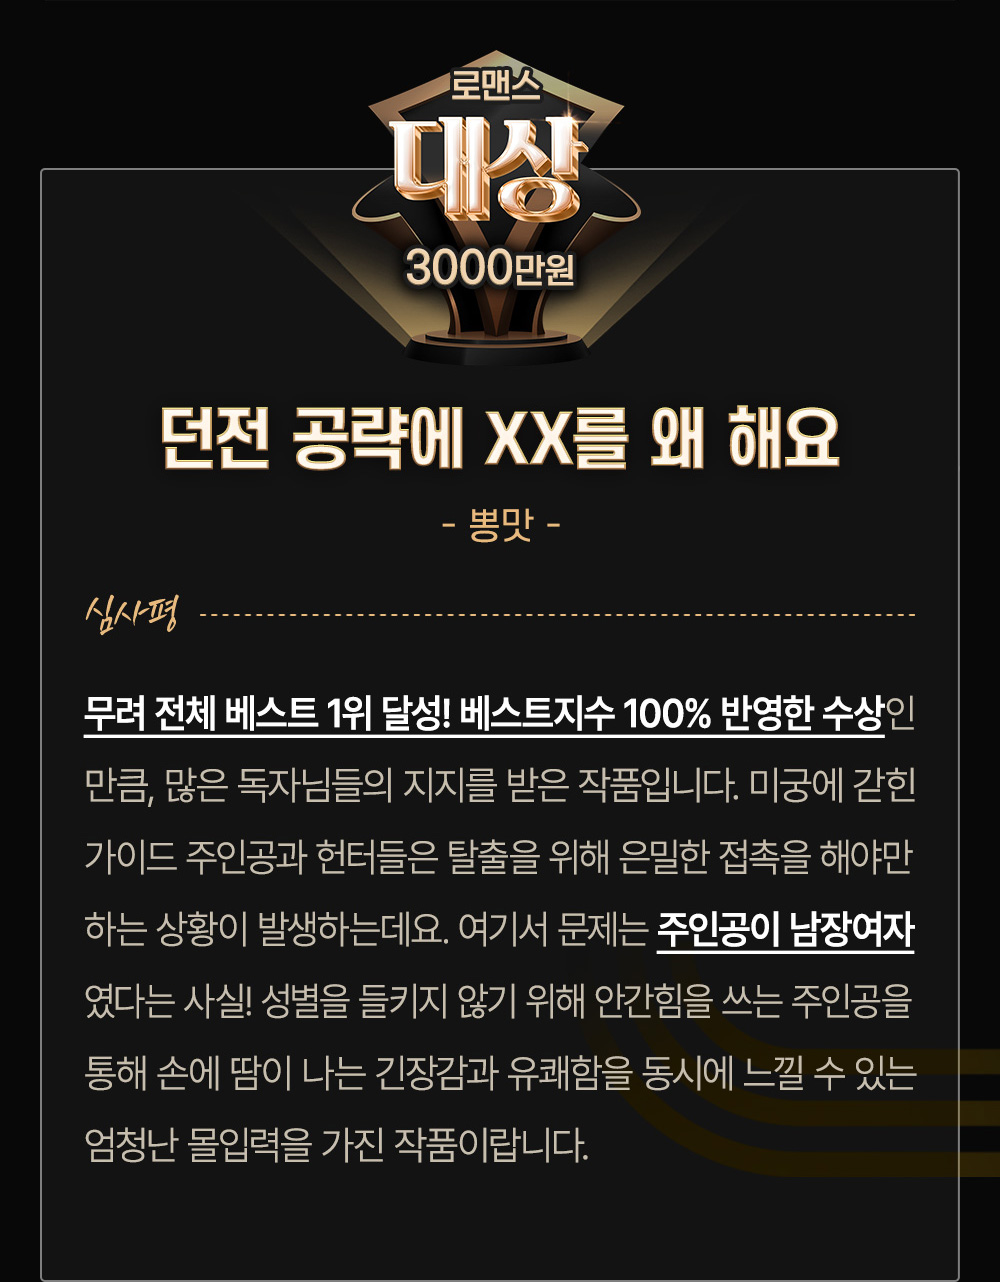 로맨스
대상
3000만원
던전 공략에 XX를 왜 해요
- 뽕맛 -
심사평
무려 전체 베스트 1위 달성! 베스트지수 100% 반영한 수상인
만큼, 많은 독자님들의 지지를 받은 작품입니다. 미궁에 갇힌
가이드 주인공과 헌터들은 탈출을 위해 은밀한 접촉을 해야만
하는 상황이 발생하는데요. 여기서 문제는 주인공이 남장여자
였다는 사실! 성별을 들키지 않기 위해 안간힘을 쓰는 주인공을
통해 손에 땀이 나는 긴장감과 유쾌함을 동시에 느낄 수 있는
엄청난 몰입력을 가진 작품이랍니다.